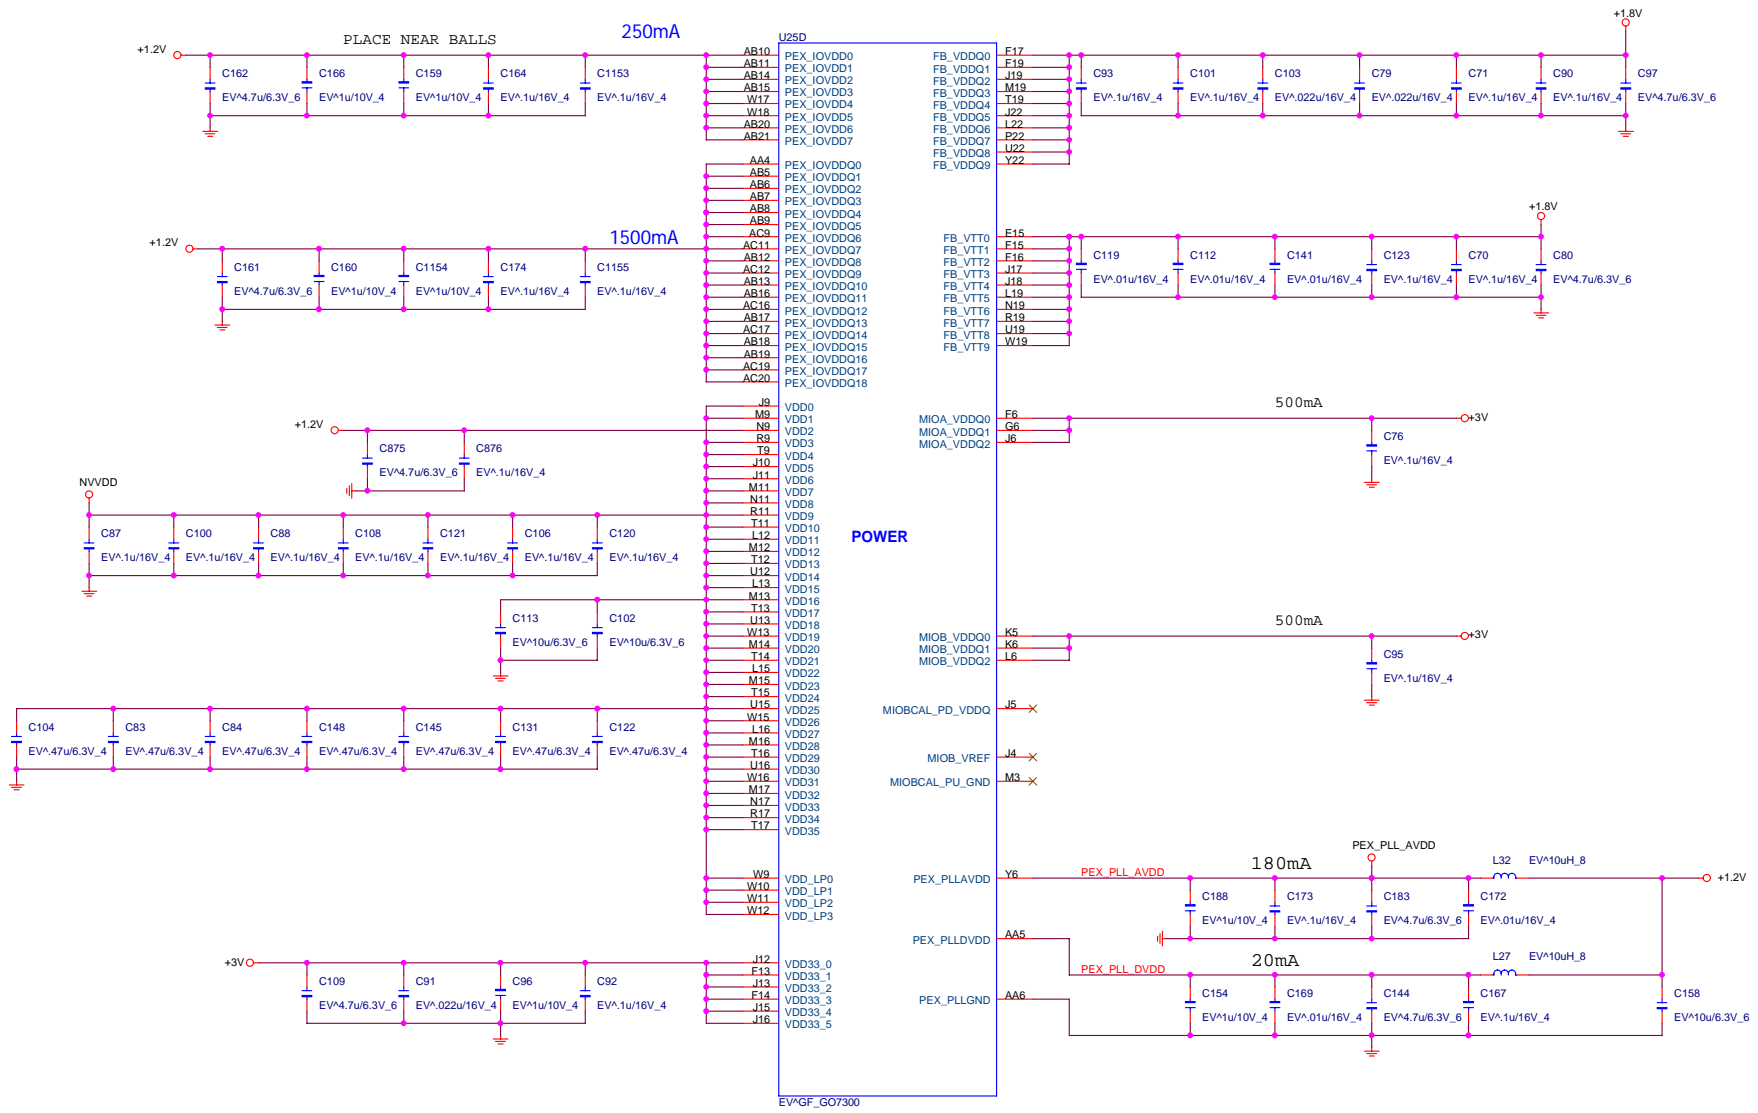 +1.2V
PLACE NEAR BALLS
250mA
C162
EV^4.7u/6.3V_6
C166
EV^1u/10V_4
C159
EV^1u/10V_4
C164
EV^.1u/16V_4
C1153
EV^.1u/16V_4
+1.2V
1500mA
C161
EV^4.7u/6.3V_6
C160
EV^1u/10V_4
C1154
EV^1u/10V_4
C174
EV^.1u/16V_4
C1155
EV^.1u/16V_4
+1.2V
C875
EV^4.7u/6.3V_6
C876
EV^.1u/16V_4
NVVDD
C87
EV^.1u/16V_4
C100
EV^.1u/16V_4
C88
EV^.1u/16V_4
C108
EV^.1u/16V_4
C121
EV^.1u/16V_4
C106
EV^.1u/16V_4
C120
EV^.1u/16V_4
C113
EV^10u/6.3V_6
C102
EV^10u/6.3V_6
C104
EV^.47u/6.3V_4
C83
EV^.47u/6.3V_4
C84
EV^.47u/6.3V_4
C148
EV^.47u/6.3V_4
C145
EV^.47u/6.3V_4
C131
EV^.47u/6.3V_4
C122
EV^.47u/6.3V_4
+3V
C109
EV^4.7u/6.3V_6
C91
EV^.022u/16V_4
C96
EV^1u/10V_4
C92
EV^.1u/16V_4
U25D
AB10 PEX_IOVDD0
AB11 PEX_IOVDD1
AB14 PEX_IOVDD2
AB15 PEX_IOVDD3
W17 PEX_IOVDD4
W18 PEX_IOVDD5
AB20 PEX_IOVDD6
AB21 PEX_IOVDD7
AA4 PEX_IOVDDQ0
AB5 PEX_IOVDDQ1
AB6 PEX_IOVDDQ2
AB7 PEX_IOVDDQ3
AB8 PEX_IOVDDQ4
AB9 PEX_IOVDDQ5
AC9 PEX_IOVDDQ6
AC11 PEX_IOVDDQ7
AB12 PEX_IOVDDQ8
AC12 PEX_IOVDDQ9
AB13 PEX_IOVDDQ10
AB16 PEX_IOVDDQ11
AC16 PEX_IOVDDQ12
AB17 PEX_IOVDDQ13
AC17 PEX_IOVDDQ14
AB18 PEX_IOVDDQ15
AB19 PEX_IOVDDQ16
AC19 PEX_IOVDDQ17
AC20 PEX_IOVDDQ18
J9 VDD0
M9 VDD1
N9 VDD2
R9 VDD3
T9 VDD4
J10 VDD5
J11 VDD6
M11 VDD7
N11 VDD8
R11 VDD9
T11 VDD10
L12 VDD11
M12 VDD12
T12 VDD13
U12 VDD14
L13 VDD15
M13 VDD16
T13 VDD17
U13 VDD18
W13 VDD19
M14 VDD20
T14 VDD21
L15 VDD22
M15 VDD23
T15 VDD24
U15 VDD25
W15 VDD26
L16 VDD27
M16 VDD28
T16 VDD29
U16 VDD30
W16 VDD31
M17 VDD32
N17 VDD33
R17 VDD34
T17 VDD35
W9 VDD_LP0
W10 VDD_LP1
W11 VDD_LP2
W12 VDD_LP3
J12 VDD33_0
F13 VDD33_1
J13 VDD33_2
F14 VDD33_3
J15 VDD33_4
J16 VDD33_5
POWER
FB_VDDQ0 F17
FB_VDDQ1 F19
FB_VDDQ2 J19
FB_VDDQ3 M19
FB_VDDQ4 T19
FB_VDDQ5 J22
FB_VDDQ6 L22
FB_VDDQ7 P22
FB_VDDQ8 U22
FB_VDDQ9 Y22
FB_VTT0 E15
FB_VTT1 F15
FB_VTT2 F16
FB_VTT3 J17
FB_VTT4 J18
FB_VTT5 L19
FB_VTT6 N19
FB_VTT7 R19
FB_VTT8 U19
FB_VTT9 W19
MIOA_VDDQ0 F6
MIOA_VDDQ1 G6
MIOA_VDDQ2 J6
MIOB_VDDQ0 K5
MIOB_VDDQ1 K6
MIOB_VDDQ2 L6
MIOBCAL_PD_VDDQ J5
MIOB_VREF J4
MIOBCAL_PU_GND M3
PEX_PLLAVDD Y6
PEX_PLLDVDD AA5
PEX_PLLGND AA6
EV^GF_GO7300
+1.8V
C93
EV^.1u/16V_4
C101
EV^.1u/16V_4
C103
EV^.022u/16V_4
C79
EV^.022u/16V_4
C71
EV^.1u/16V_4
C90
EV^.1u/16V_4
C97
EV^4.7u/6.3V_6
+1.8V
C119
EV^.01u/16V_4
C112
EV^.01u/16V_4
C141
EV^.01u/16V_4
C123
EV^.1u/16V_4
C70
EV^.1u/16V_4
C80
EV^4.7u/6.3V_6
500mA
+3V
C76
EV^.1u/16V_4
500mA
+3V
C95
EV^.1u/16V_4
PEX_PLL_AVDD
PEX_PLL_AVDD
180mA
L32
EV^10uH_8
+1.2V
C188
EV^1u/10V_4
C173
EV^.1u/16V_4
C183
EV^4.7u/6.3V_6
C172
EV^.01u/16V_4
PEX_PLL_DVDD
20mA
L27
EV^10uH_8
C154
EV^1u/10V_4
C169
EV^.01u/16V_4
C144
EV^4.7u/6.3V_6
C167
EV^.1u/16V_4
C158
EV^10u/6.3V_6